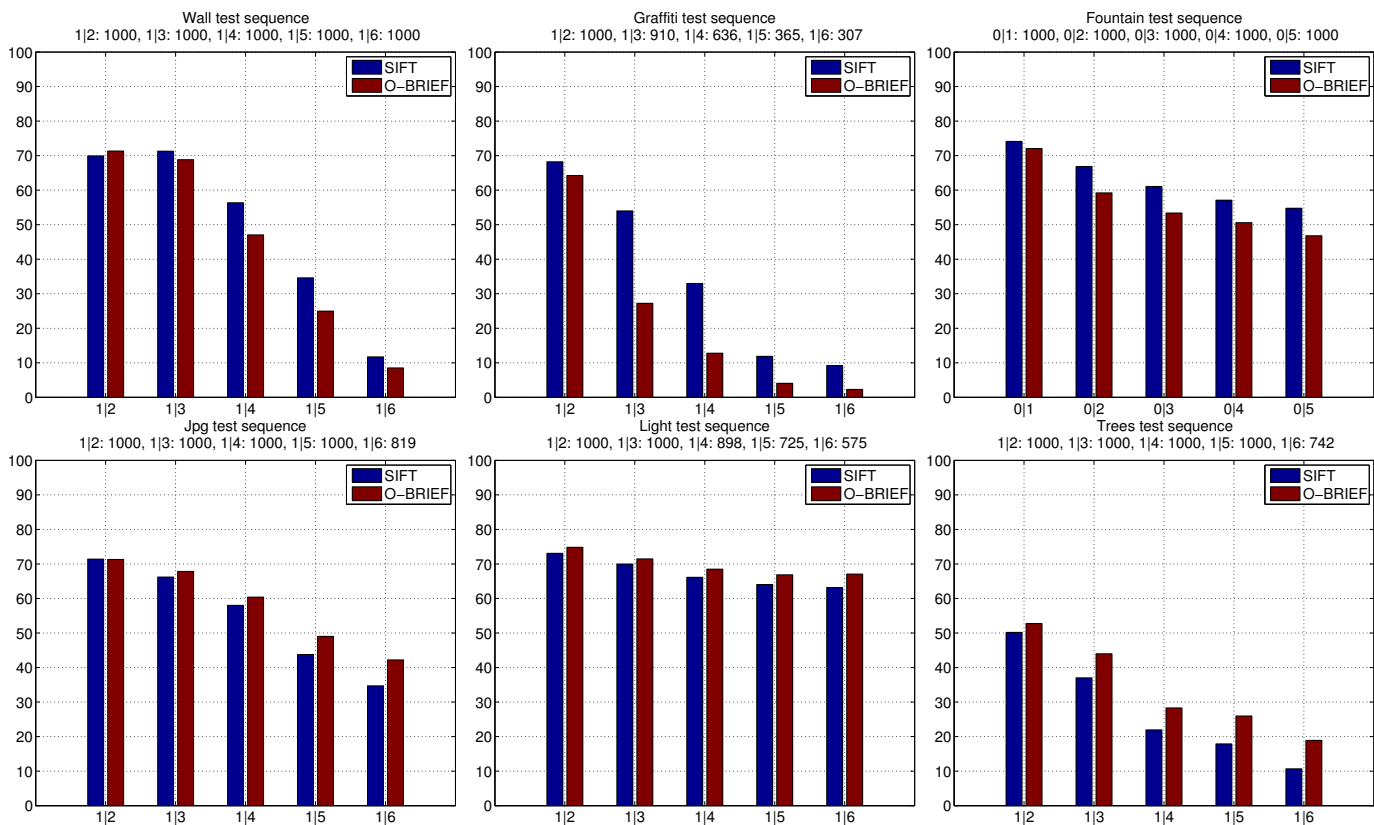 Wall test sequence
1|2: 1000, 1|3: 1000, 1|4: 1000, 1|5: 1000, 1|6: 1000
100
90
80
70
60
50
40
30
20
10
0
SIFT
O-BRIEF
1|2 1|3 1|4 1|5 1|6
Graffiti test sequence
1|2: 1000, 1|3: 910, 1|4: 636, 1|5: 365, 1|6: 307
100
90
80
70
60
50
40
30
20
10
0
SIFT
O-BRIEF
1|2 1|3 1|4 1|5 1|6
Fountain test sequence
0|1: 1000, 0|2: 1000, 0|3: 1000, 0|4: 1000, 0|5: 1000
100
90
80
70
60
50
40
30
20
10
0
SIFT
O-BRIEF
0|1 0|2 0|3 0|4 0|5
Jpg test sequence
1|2: 1000, 1|3: 1000, 1|4: 1000, 1|5: 1000, 1|6: 819
100
90
80
70
60
50
40
30
20
10
0
SIFT
O-BRIEF
1|2 1|3 1|4 1|5 1|6
Light test sequence
1|2: 1000, 1|3: 1000, 1|4: 898, 1|5: 725, 1|6: 575
100
90
80
70
60
50
40
30
20
10
0
SIFT
O-BRIEF
1|2 1|3 1|4 1|5 1|6
Trees test sequence
1|2: 1000, 1|3: 1000, 1|4: 1000, 1|5: 1000, 1|6: 742
100
90
80
70
60
50
40
30
20
10
0
SIFT
O-BRIEF
1|2 1|3 1|4 1|5 1|6